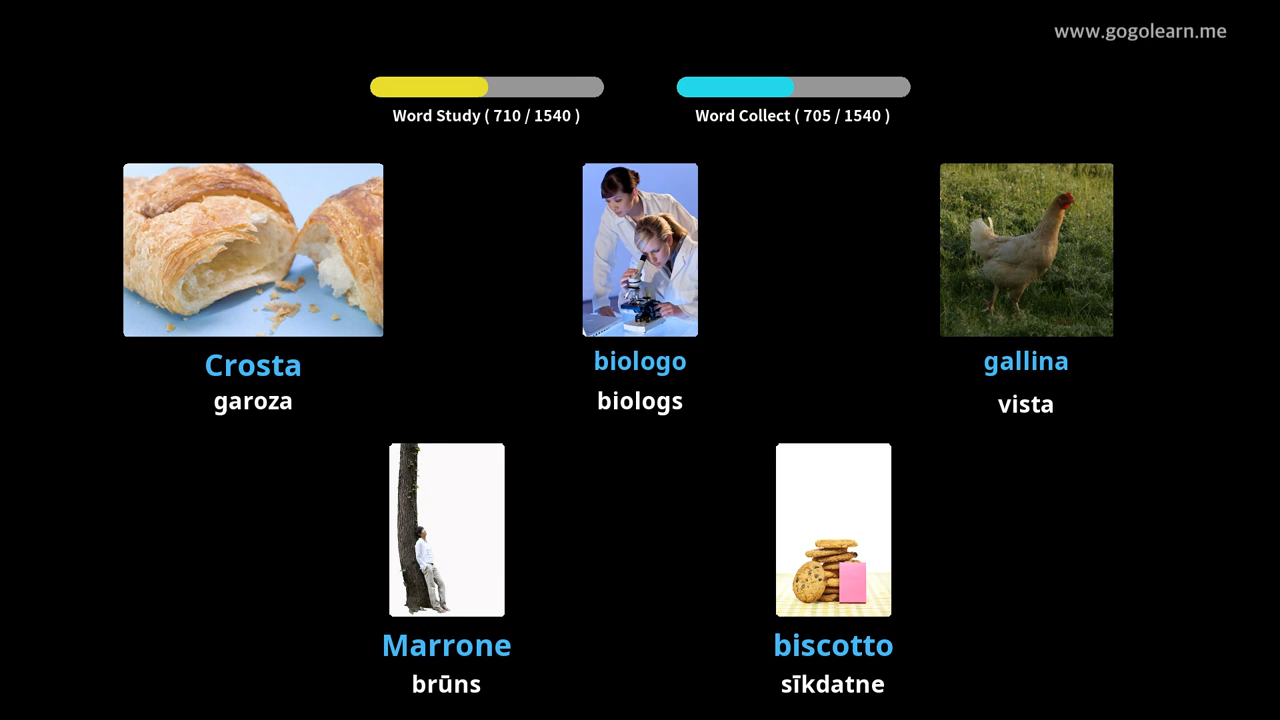 www.gogolearn.me
Word Study ( 710 / 1540 )
Word Collect ( 705 / 1540 )
Crosta
garoza
biologo
biologs
gallina
vista
Marrone
brūns
biscotto
sīkdatne